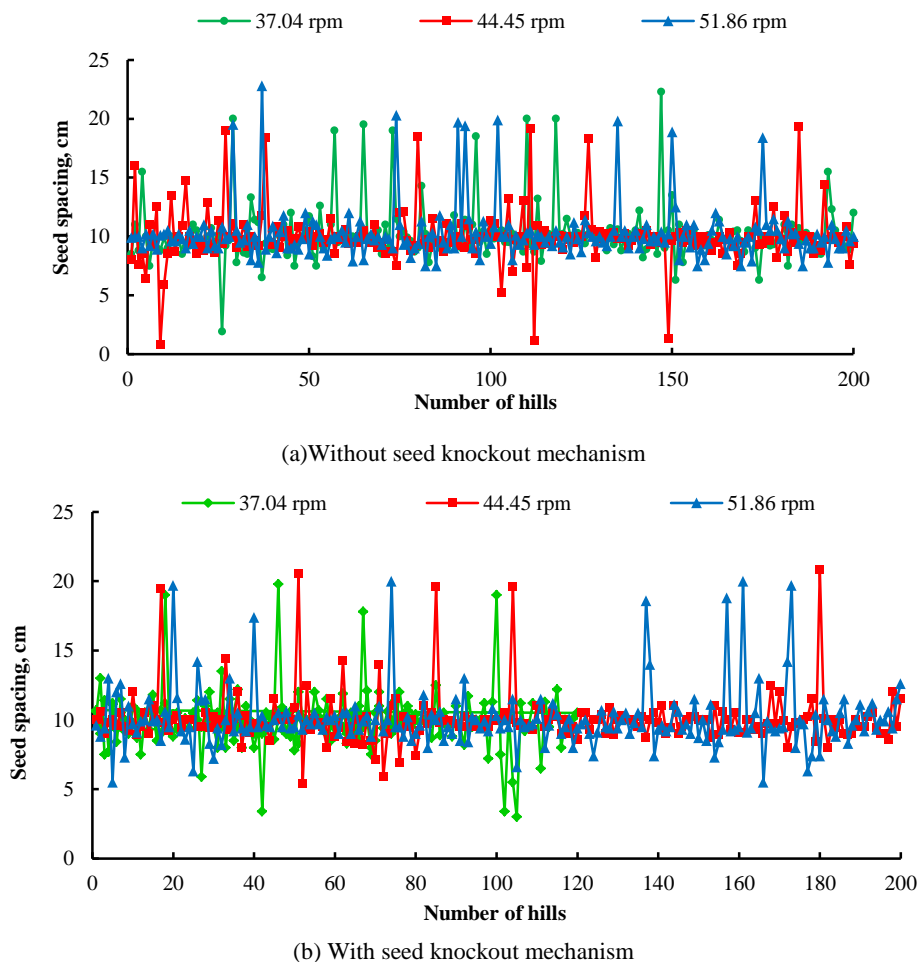 37.04 rpm 44.45 rpm 51.86 rpm
25
20
15
10
5
0
Seed spacing, cm
0 50 100 150 200
Number of hills
(a)Without seed knockout mechanism
37.04 rpm 44.45 rpm 51.86 rpm
25
20
15
10
5
0
Seed spacing, cm
0 20 40 60 80 100 120 140 160 180 200
Number of hills
(b) With seed knockout mechanism